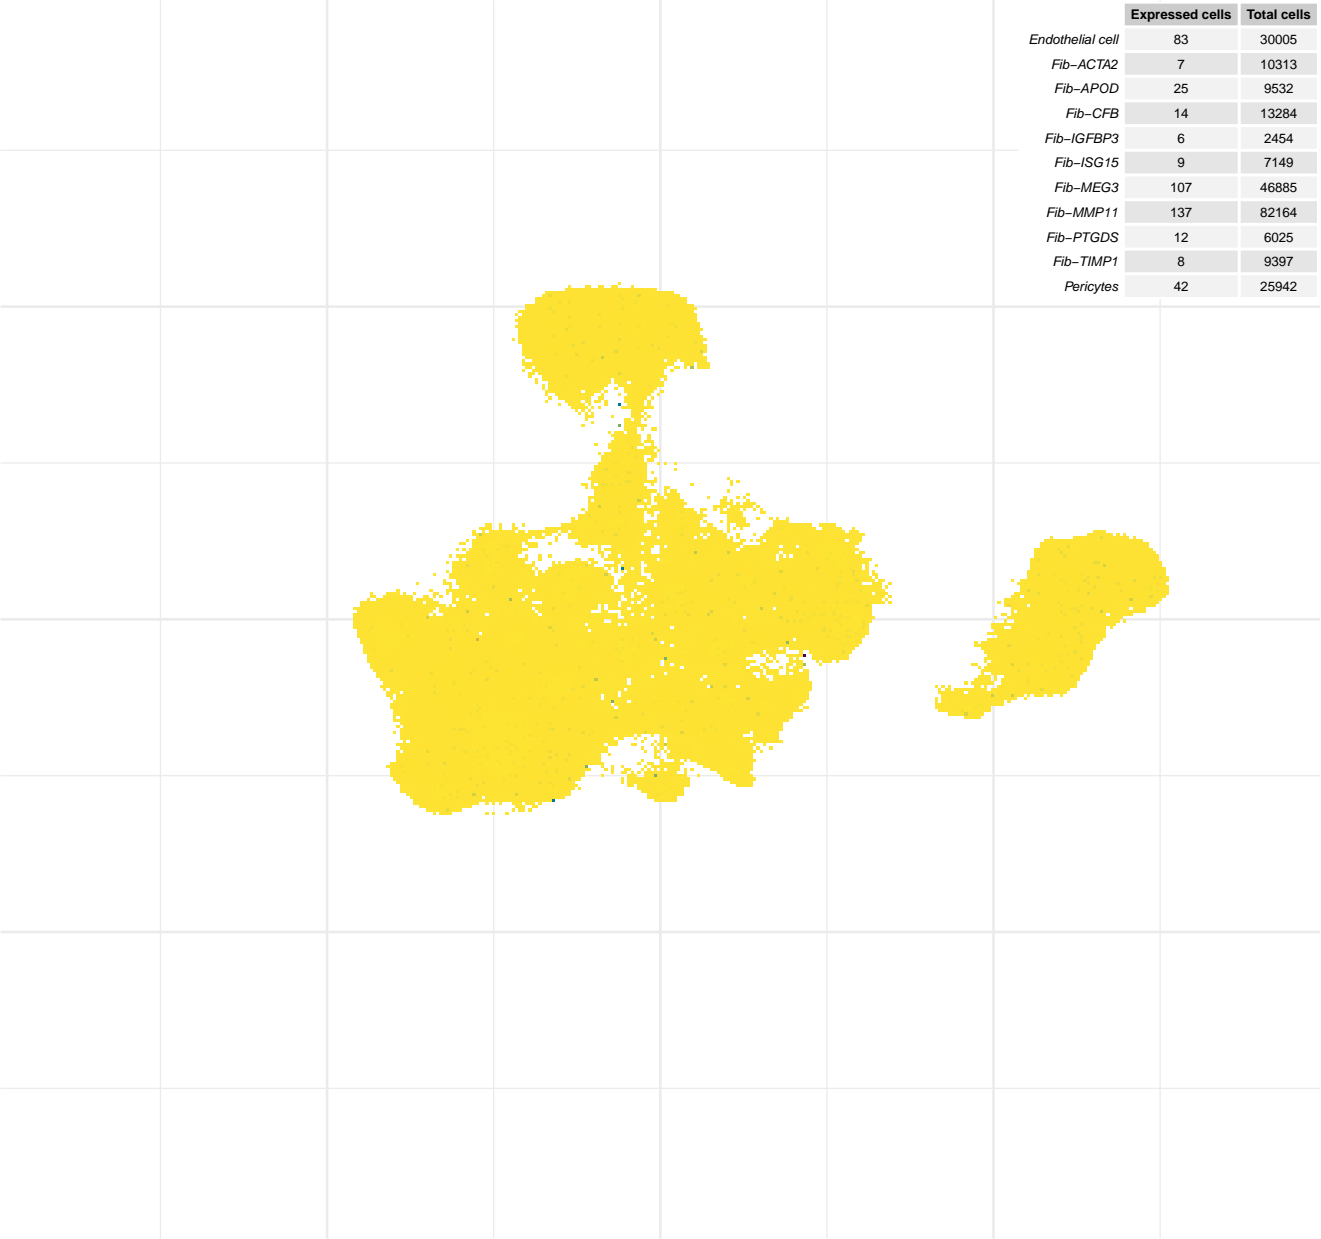 Expressed cells Total cells
Endothelial cell 83 30005
Fib−ACTA2 7 10313
Fib−APOD 25 9532
Fib−CFB 14 13284
Fib−IGFBP3 6 2454
Fib−ISG15 9 7149
Fib−MEG3 107 46885
Fib−MMP11 137 82164
Fib−PTGDS 12 6025
Fib−TIMP1 8 9397
Pericytes 42 25942